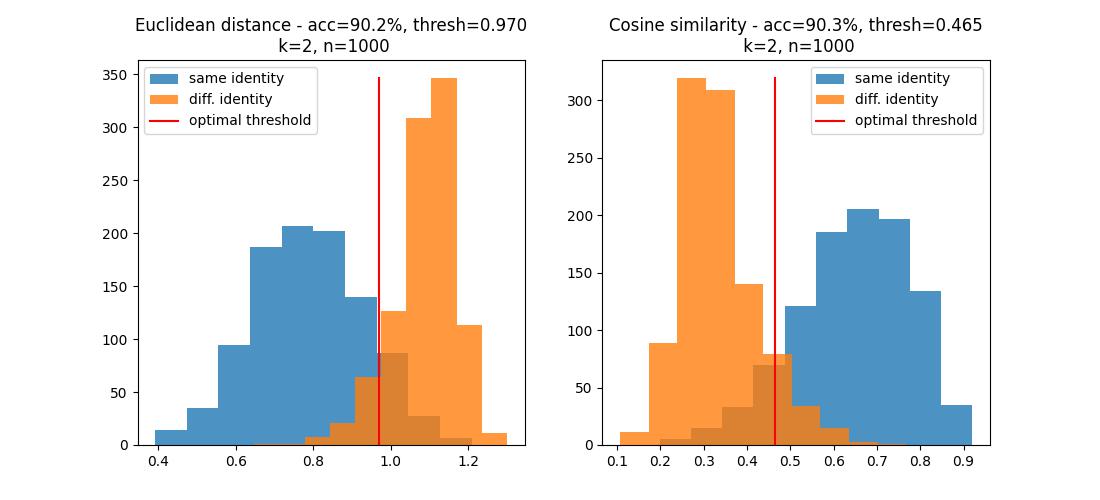 Euclidean distance - acc=90.2%, thresh=0.970
k=2, n=1000
same identity
diff. identity
optimal threshold
350
300
250
200
150
100
50
0
0.4 0.6 0.8 1.0 1.2
Cosine similarity - acc=90.3%, thresh=0.465
k=2, n=1000
same identity
diff. identity
optimal threshold
300
250
200
150
100
50
0
0.1 0.2 0.3 0.4 0.5 0.6 0.7 0.8 0.9